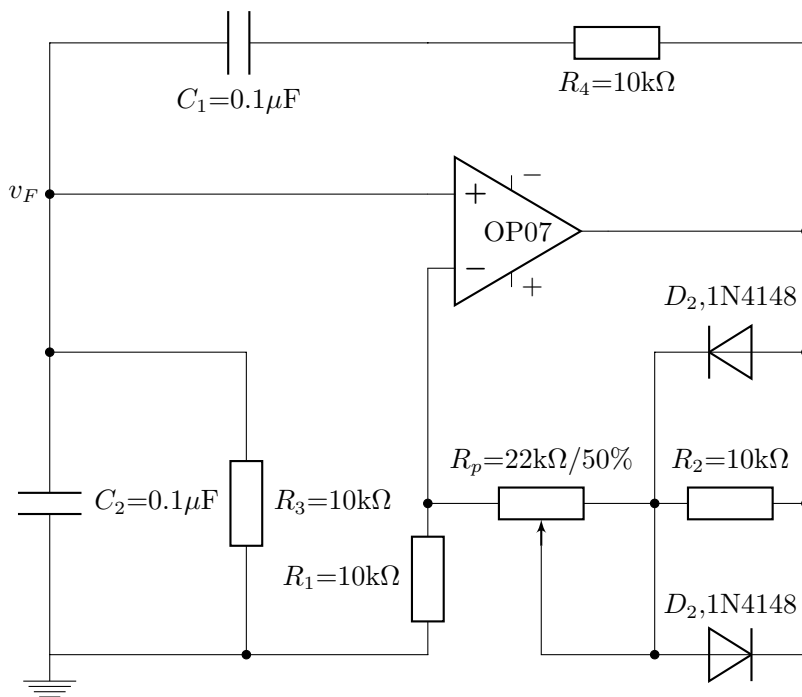 C₁=0.1μF
R₄=10kΩ
v_F
+
−
OP07
−
+
D₂,1N4148
R_p=22kΩ/50%
R₂=10kΩ
C₂=0.1μF
R₃=10kΩ
R₁=10kΩ
D₂,1N4148